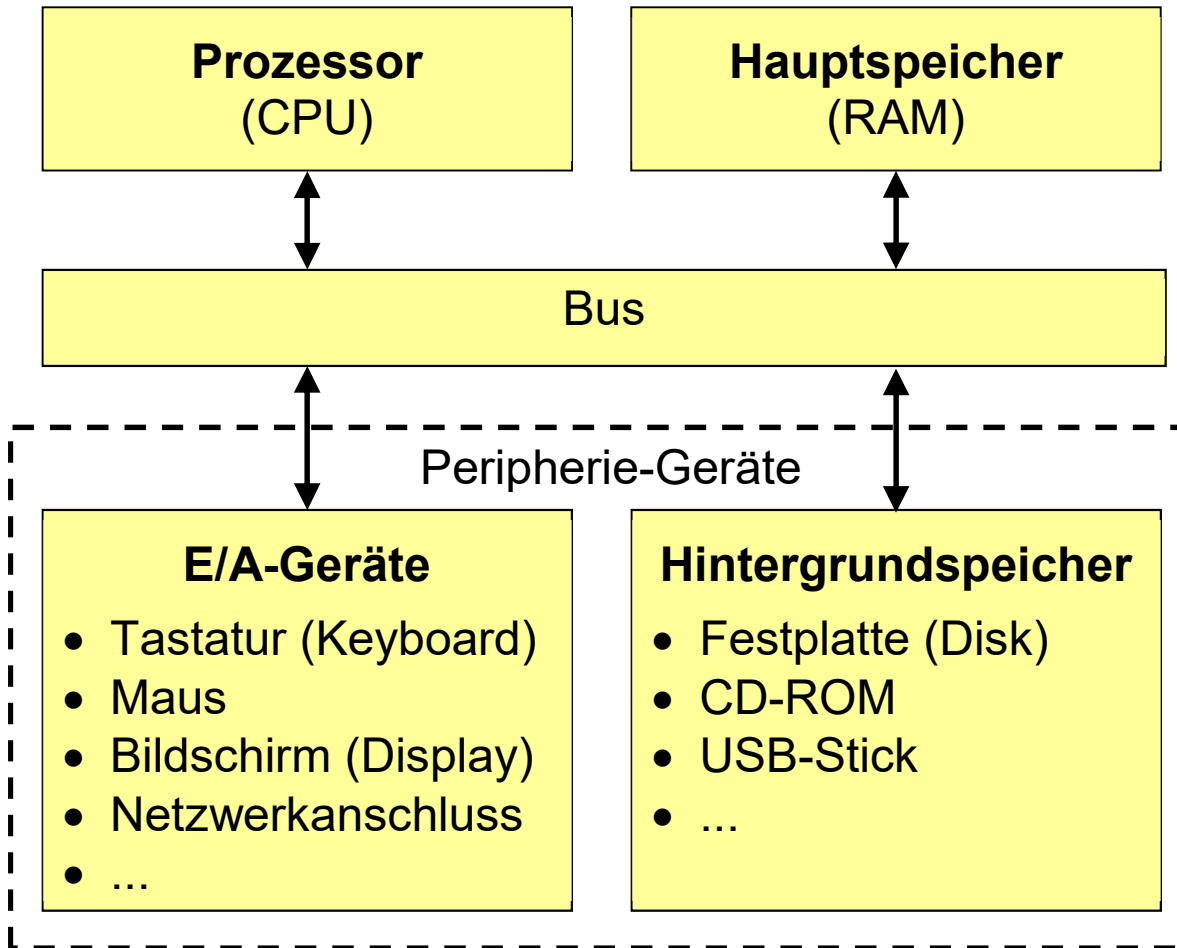 Prozessor
(CPU)
Hauptspeicher
(RAM)
Bus
Peripherie-Geräte
E/A-Geräte
• Tastatur (Keyboard)
• Maus
• Bildschirm (Display)
• Netzwerkanschluss
• ...
Hintergrundspeicher
• Festplatte (Disk)
• CD-ROM
• USB-Stick
• ...